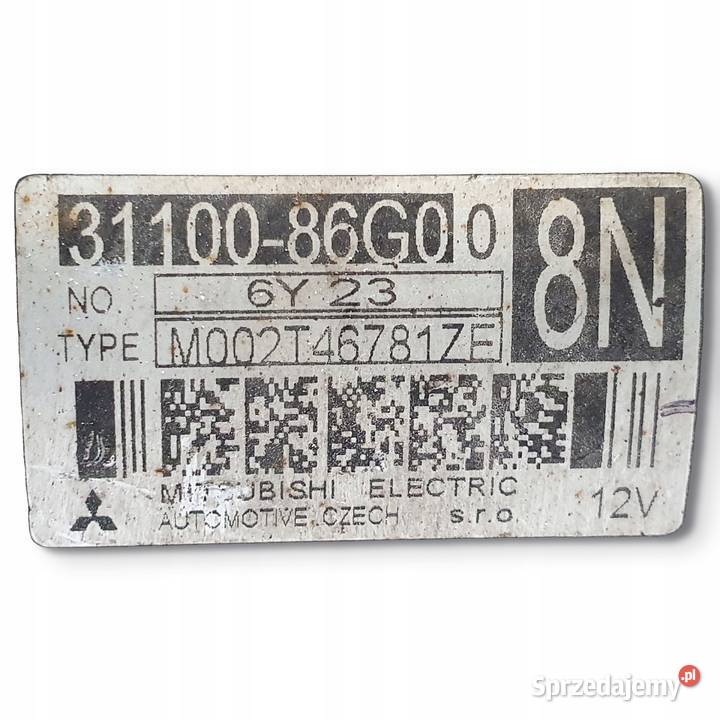 31100-86G00
8N
NO. 6Y 23
TYPE M002T46781ZE
MITSUBISHI ELECTRIC
AUTOMOTIVE CZECH s.r.o
12V
Sprzedajemy.pl